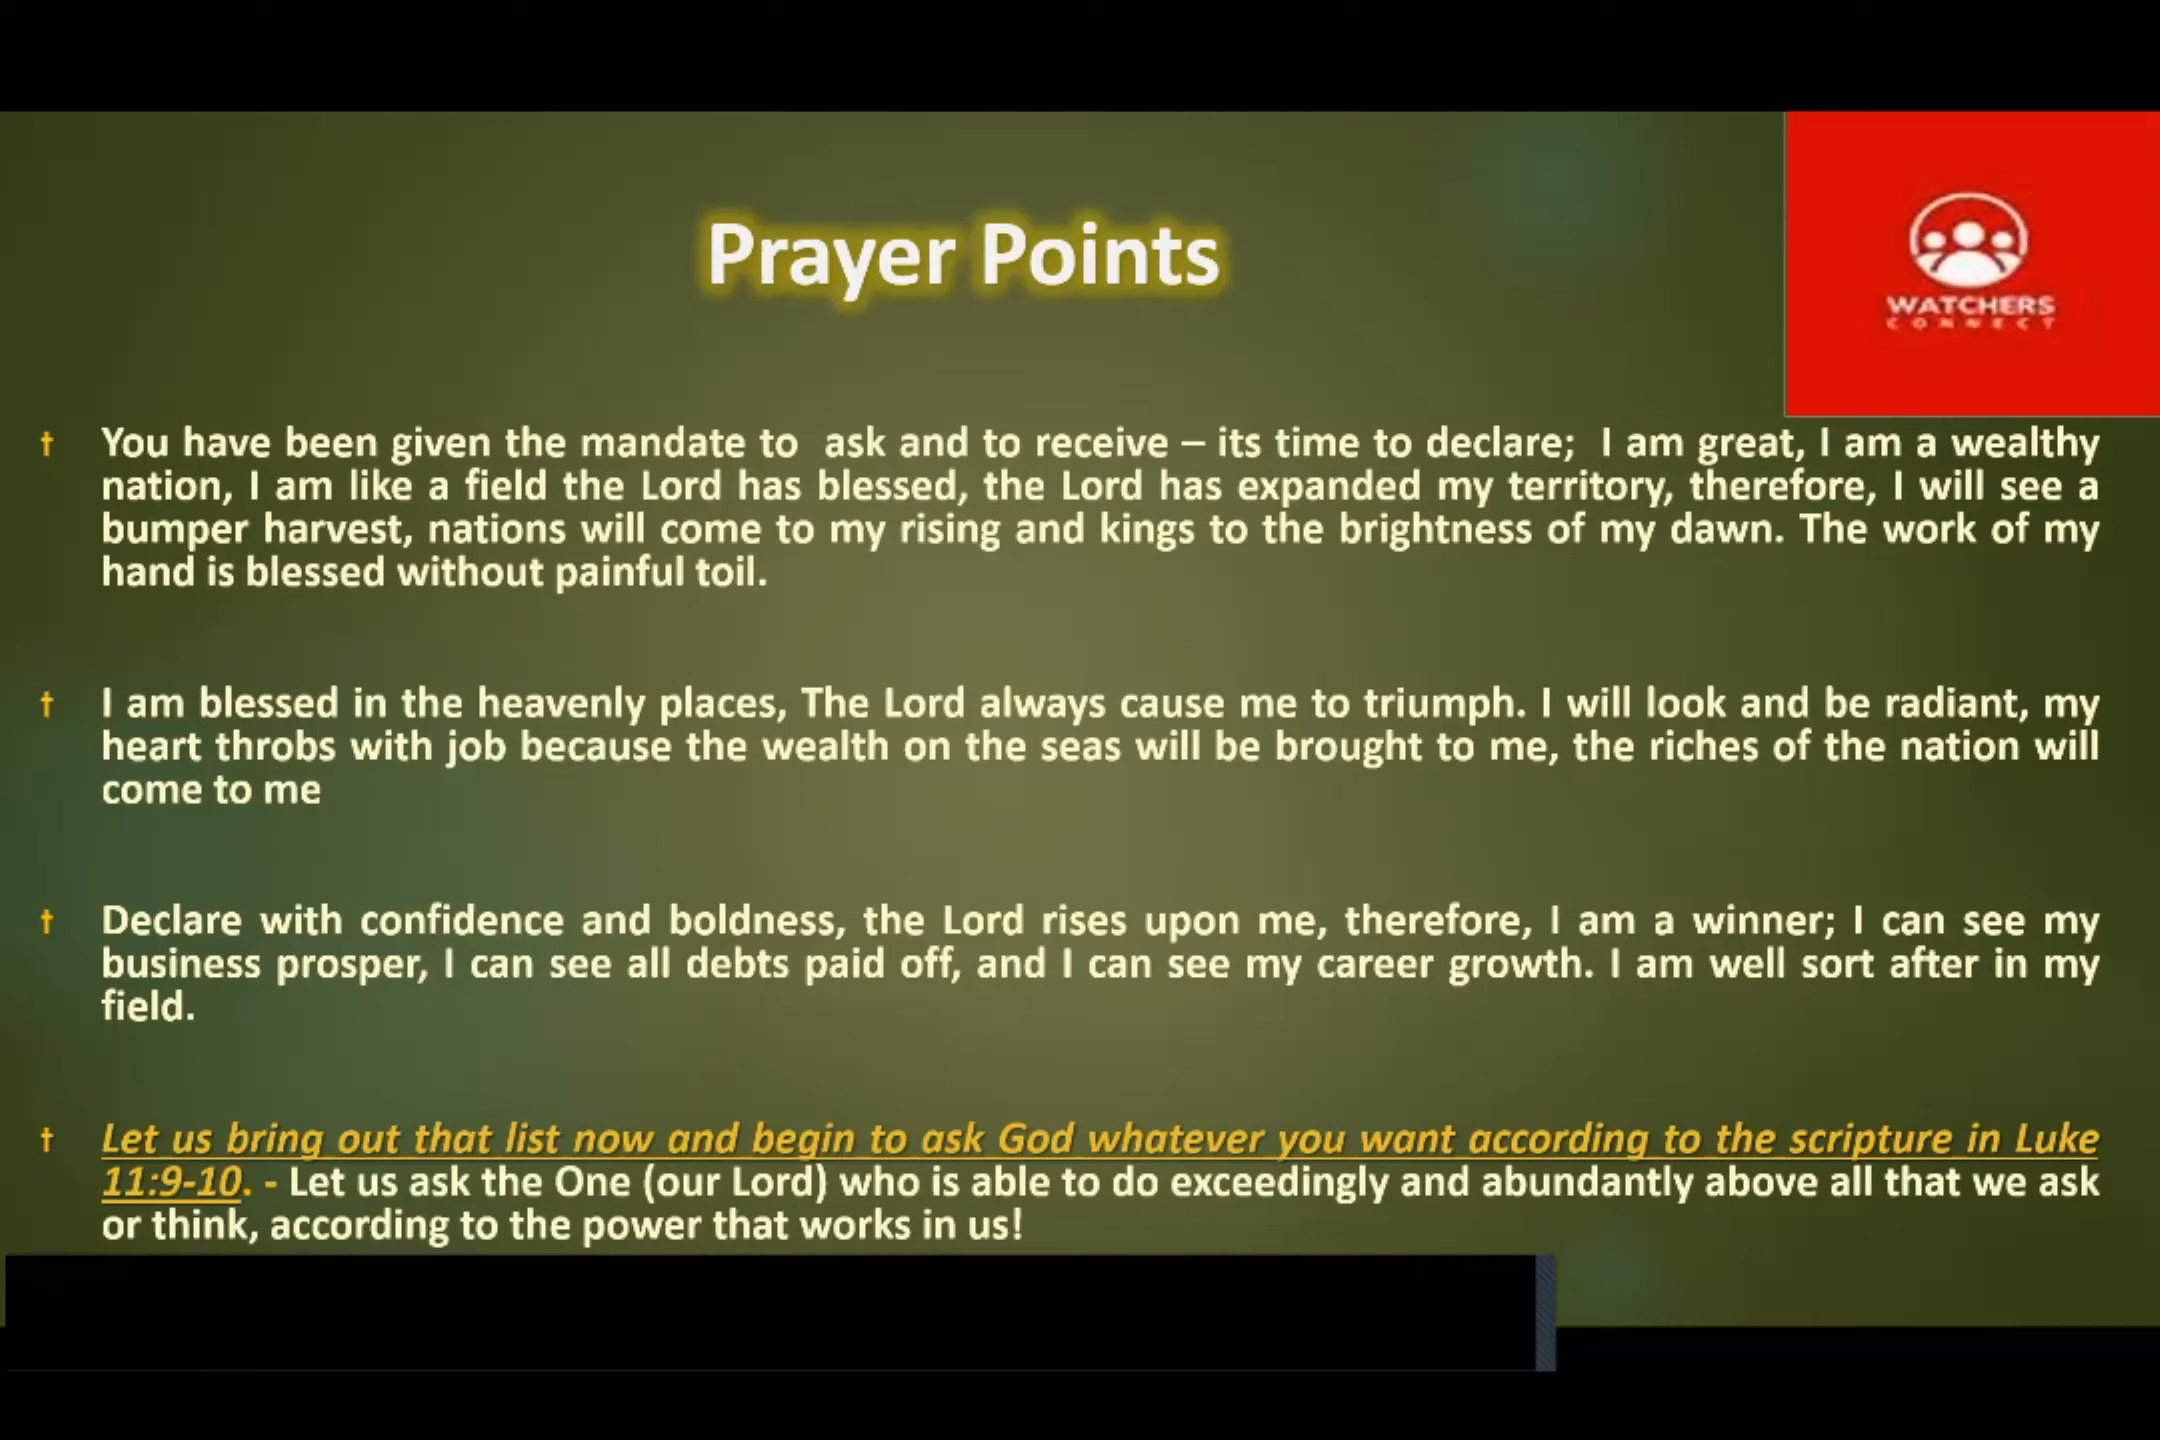 Prayer Points
WATCHERS
CONNECT
† You have been given the mandate to  ask and to receive – its time to declare;  I am great, I am a wealthy
nation, I am like a field the Lord has blessed, the Lord has expanded my territory, therefore, I will see a
bumper harvest, nations will come to my rising and kings to the brightness of my dawn. The work of my
hand is blessed without painful toil.
† I am blessed in the heavenly places, The Lord always cause me to triumph. I will look and be radiant, my
heart throbs with job because the wealth on the seas will be brought to me, the riches of the nation will
come to me
† Declare with confidence and boldness, the Lord rises upon me, therefore, I am a winner; I can see my
business prosper, I can see all debts paid off, and I can see my career growth. I am well sort after in my
field.
† Let us bring out that list now and begin to ask God whatever you want according to the scripture in Luke
11:9-10. - Let us ask the One (our Lord) who is able to do exceedingly and abundantly above all that we ask
or think, according to the power that works in us!